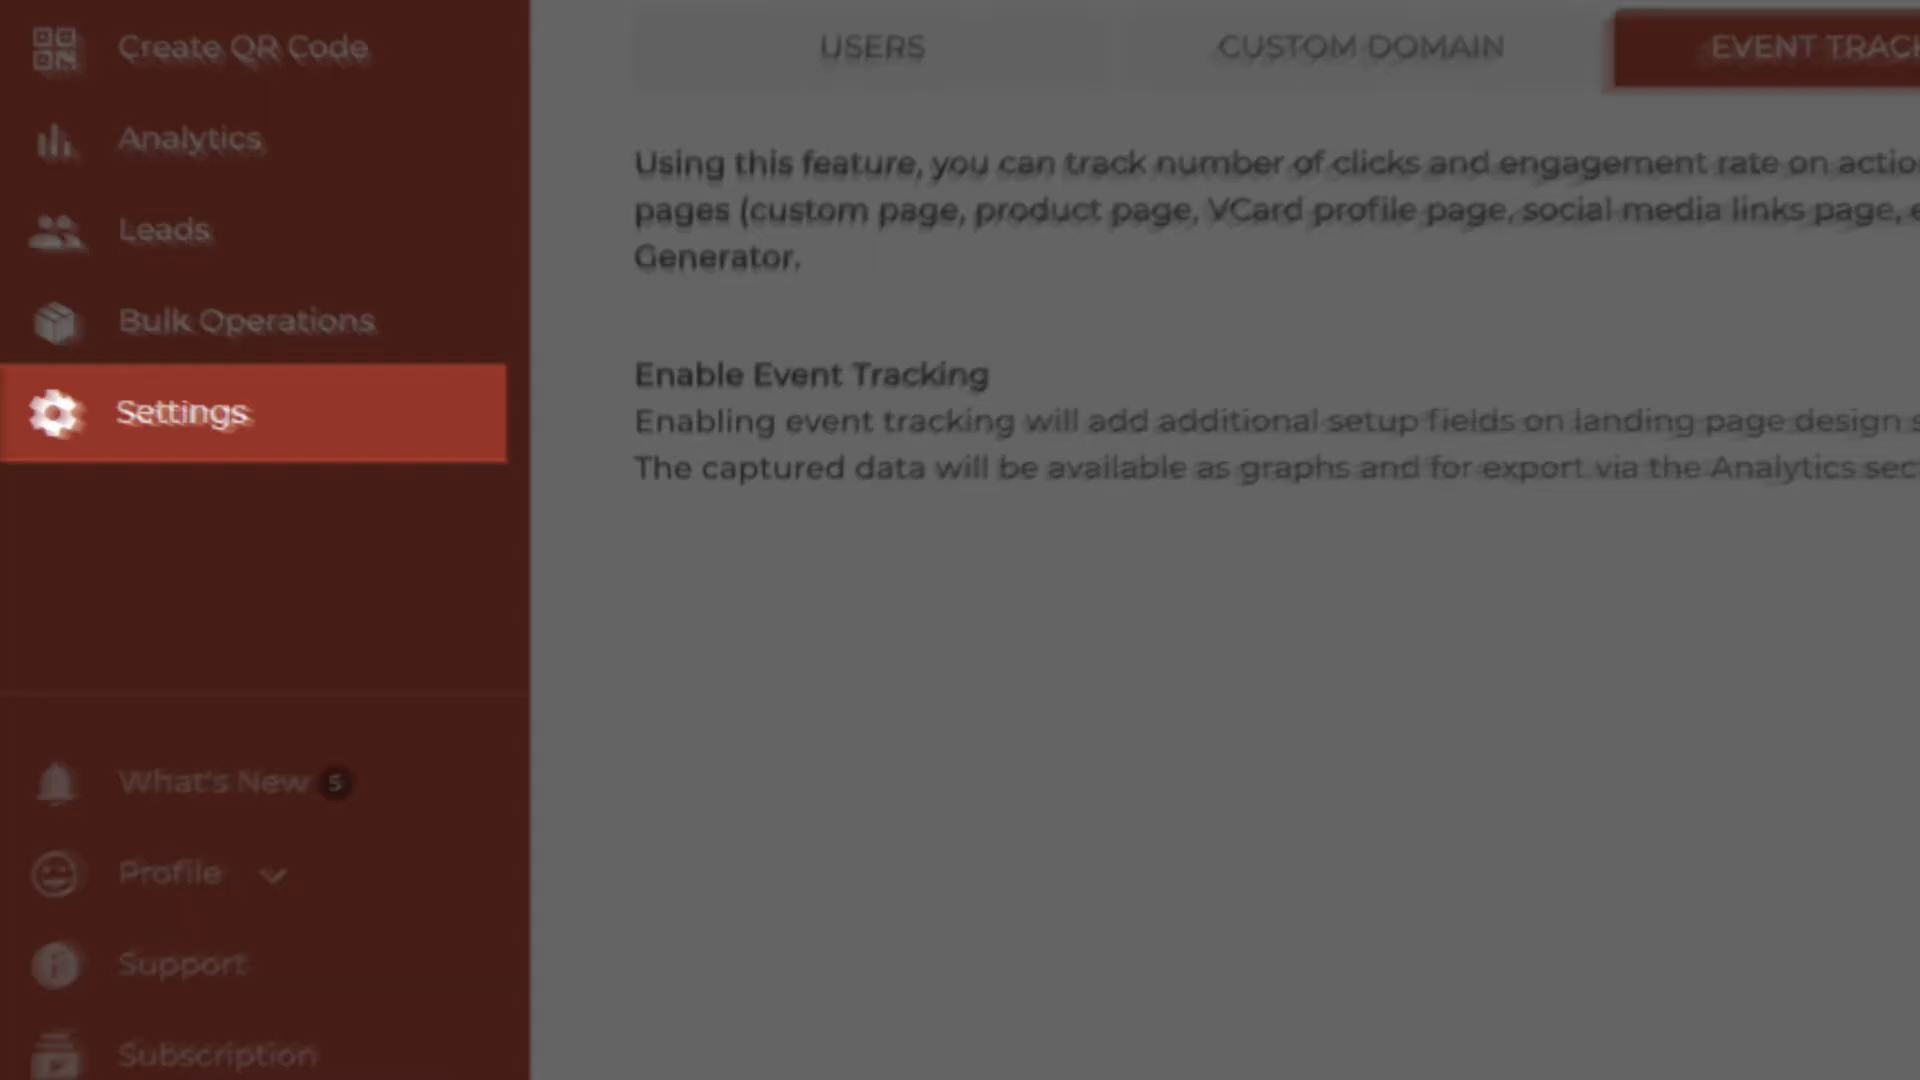 Create QR Code
Analytics
Leads
Bulk Operations
Settings
What's New 5
Profile
Support
Subscription
USERS
CUSTOM DOMAIN
EVENT
Using this feature, you can track number of clicks and engagement rate on
pages (custom page, product page, VCard profile page, social media links page,
Generator.
Enable Event Tracking
Enabling event tracking will add additional setup fields on landing page design
The captured data will be available as graphs and for export via the Analytics